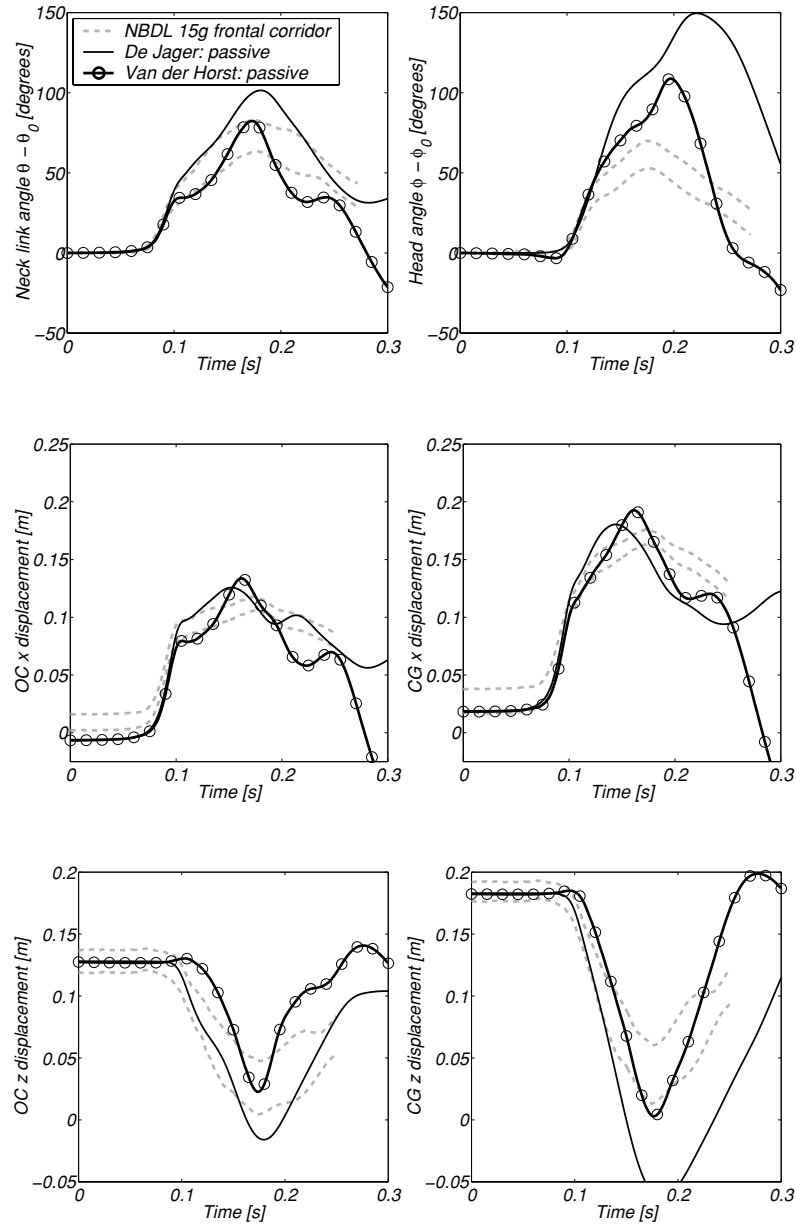 NBDL 15g frontal corridor
De Jager: passive
Van der Horst: passive
150
100
50
0
−50
Neck link angle θ − θ0 [degrees]
0 0.1 0.2 0.3
Time [s]
150
100
50
0
−50
Head angle ϕ − ϕ0 [degrees]
0 0.1 0.2 0.3
Time [s]
0.25
0.2
0.15
0.1
0.05
0
OC x displacement [m]
0 0.1 0.2 0.3
Time [s]
0.25
0.2
0.15
0.1
0.05
0
CG x displacement [m]
0 0.1 0.2 0.3
Time [s]
0.2
0.15
0.1
0.05
0
−0.05
OC z displacement [m]
0 0.1 0.2 0.3
Time [s]
0.2
0.15
0.1
0.05
0
−0.05
CG z displacement [m]
0 0.1 0.2 0.3
Time [s]